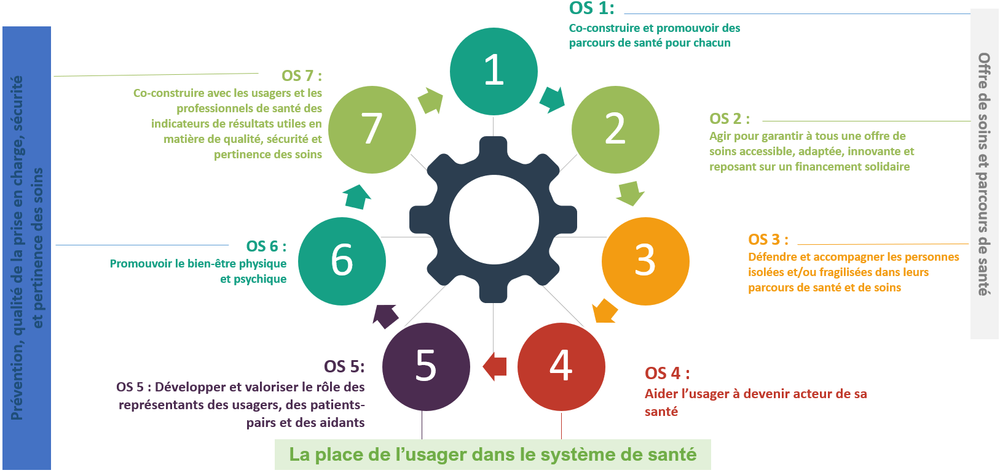 OS 1:
Co-construire et promouvoir des
parcours de santé pour chacun
1
OS 2 :
Agir pour garantir à tous une offre de
soins accessible, adaptée, innovante et
reposant sur un financement solidaire
2
OS 3 :
Défendre et accompagner les personnes
isolées et/ou fragilisées dans leurs
parcours de santé et de soins
3
OS 4 :
Aider l’usager à devenir acteur de sa
santé
4
OS 5:
OS 5 : Développer et valoriser le rôle des
représentants des usagers, des patients-
pairs et des aidants
5
OS 6 :
Promouvoir le bien-être physique
et psychique
6
OS 7 :
Co-construire avec les usagers et les
professionnels de santé des
indicateurs de résultats utiles en
matière de qualité, sécurité et
pertinence des soins
7
Prévention, qualité de la prise en charge, sécurité
et pertinence des soins
Offre de soins et parcours de santé
La place de l’usager dans le système de santé